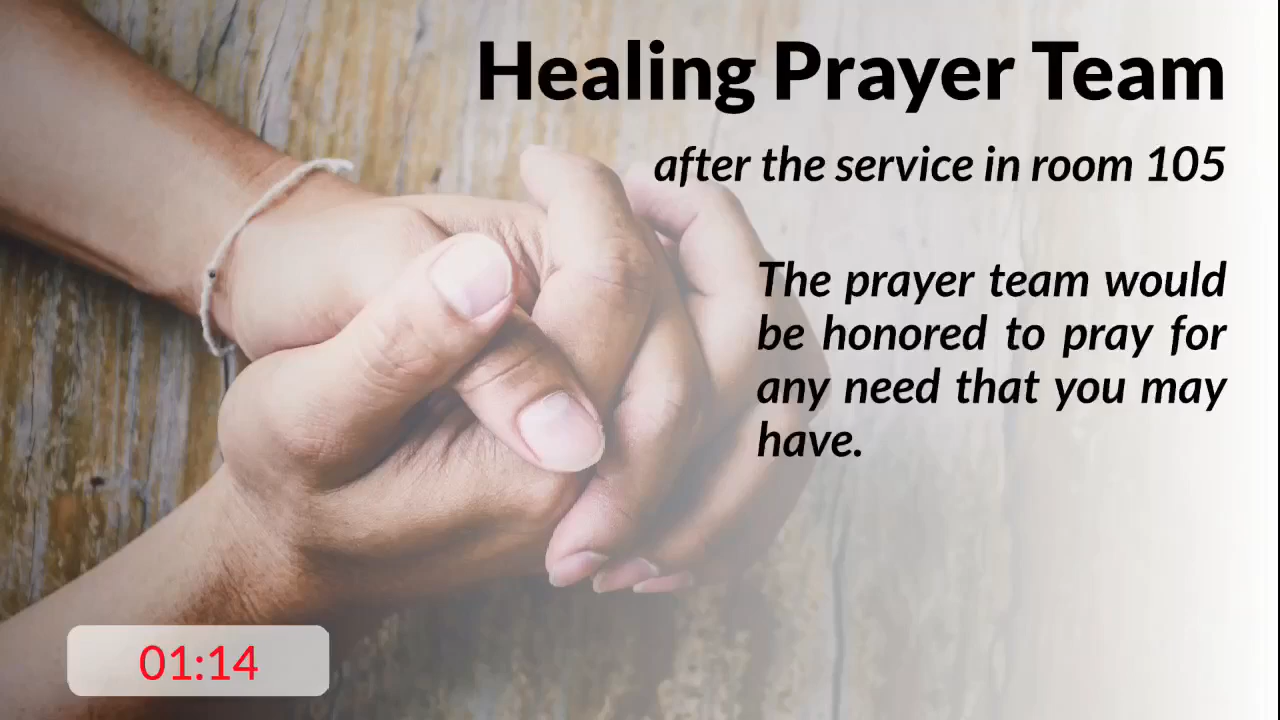 Healing Prayer Team
after the service in room 105
The prayer team would
be honored to pray for
any need that you may
have.
01:14